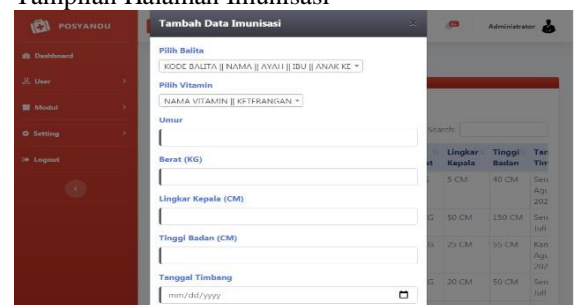 Tampilan Halaman Imunisasi
POSYANDU
Tambah Data Imunisasi
×
Administrator
Dashboard
User
Modul
Setting
Logout
Pilih Balita
KODE BALITA || NAMA || AYAH || IBU || ANAK KE
Pilih Vitamin
NAMA VITAMIN || KETERANGAN
Umur
Berat (KG)
Lingkar Kepala (CM)
Tinggi Badan (CM)
Tanggal Timbang
mm/dd/yyyy
Search:
Lingkar Kepala
Tinggi Badan
5 CM 40 CM
50 CM 150 CM
25 CM 55 CM
20 CM 50 CM